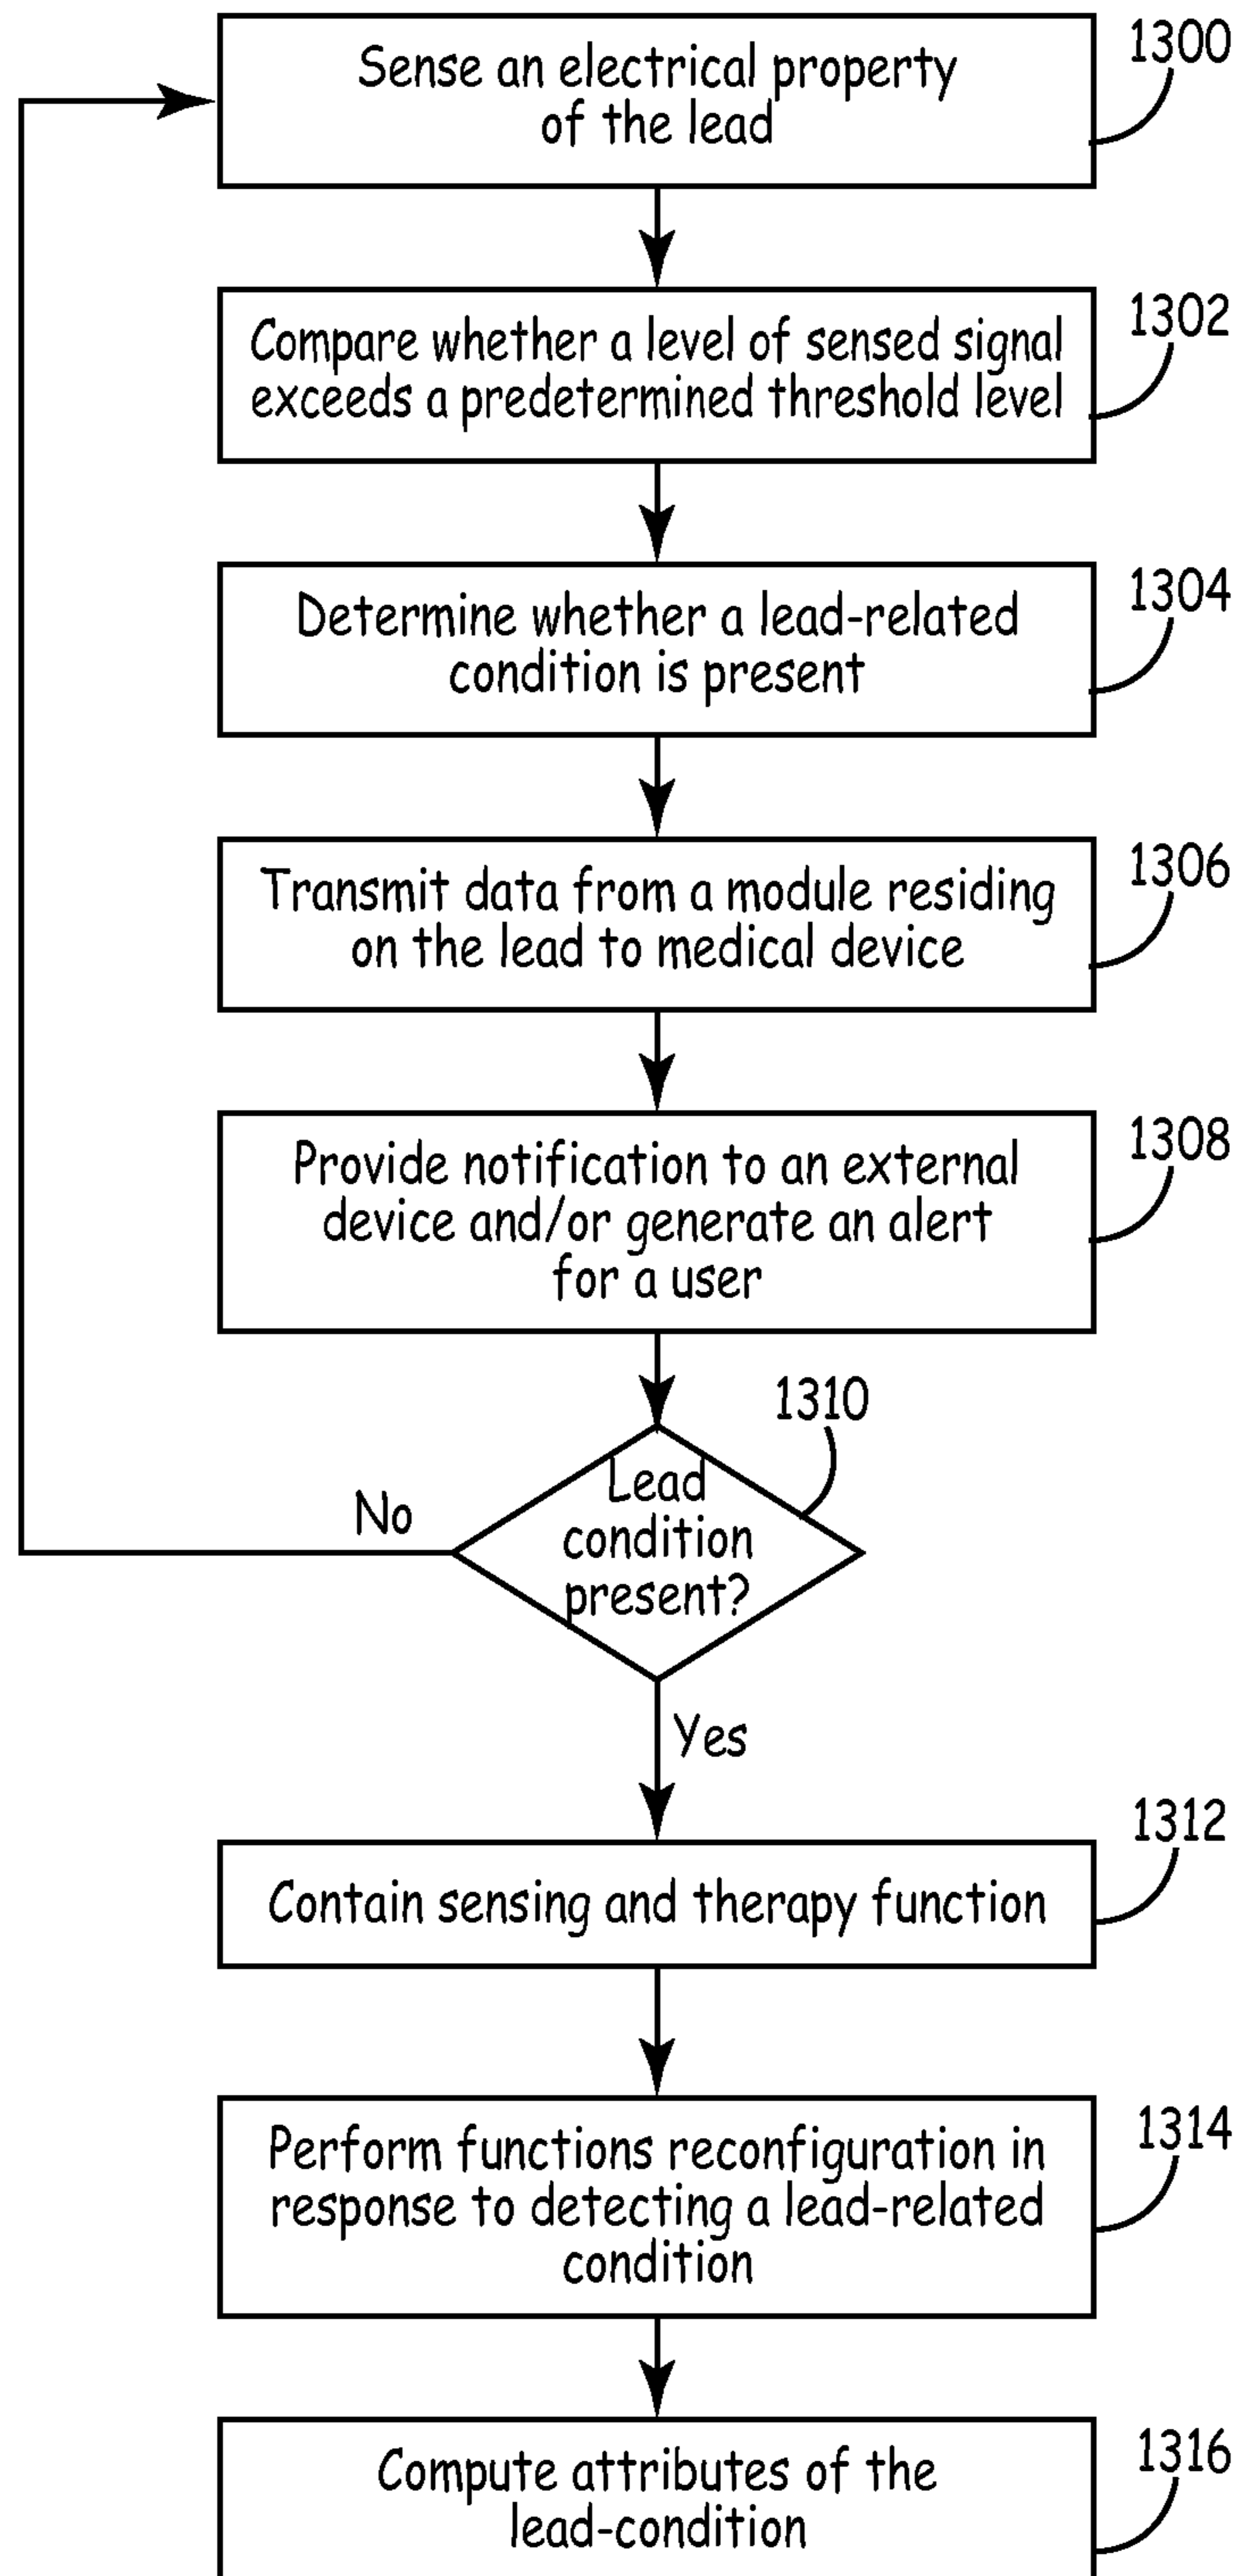 Sense an electrical property
of the lead
1300
Compare whether a level of sensed signal
exceeds a predetermined threshold level
1302
Determine whether a lead-related
condition is present
1304
Transmit data from a module residing
on the lead to medical device
1306
Provide notification to an external
device and/or generate an alert
for a user
1308
Lead
condition
present?
1310
No
Yes
Contain sensing and therapy function
1312
Perform functions reconfiguration in
response to detecting a lead-related
condition
1314
Compute attributes of the
lead-condition
1316